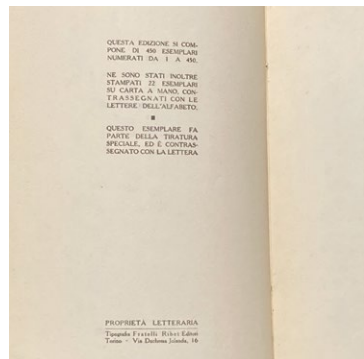 QUESTA EDIZIONE SI COM-
PONE DI 450 ESEMPLARI
NUMERATI DA 1 A 450.
NE SONO STATI INOLTRE
STAMPATI 22 ESEMPLARI
SU CARTA A MANO, CON-
TRASSEGNATI CON LE
LETTERE DELL'ALFABETO.
QUESTO ESEMPLARE FA
PARTE DELLA TIRATURA
SPECIALE, ED È CONTRAS-
SEGNATO CON LA LETTERA
PROPRIETÀ LETTERARIA
Tipografia Fratelli Ribet Editori
Torino - Via Duchessa Jolanda, 16